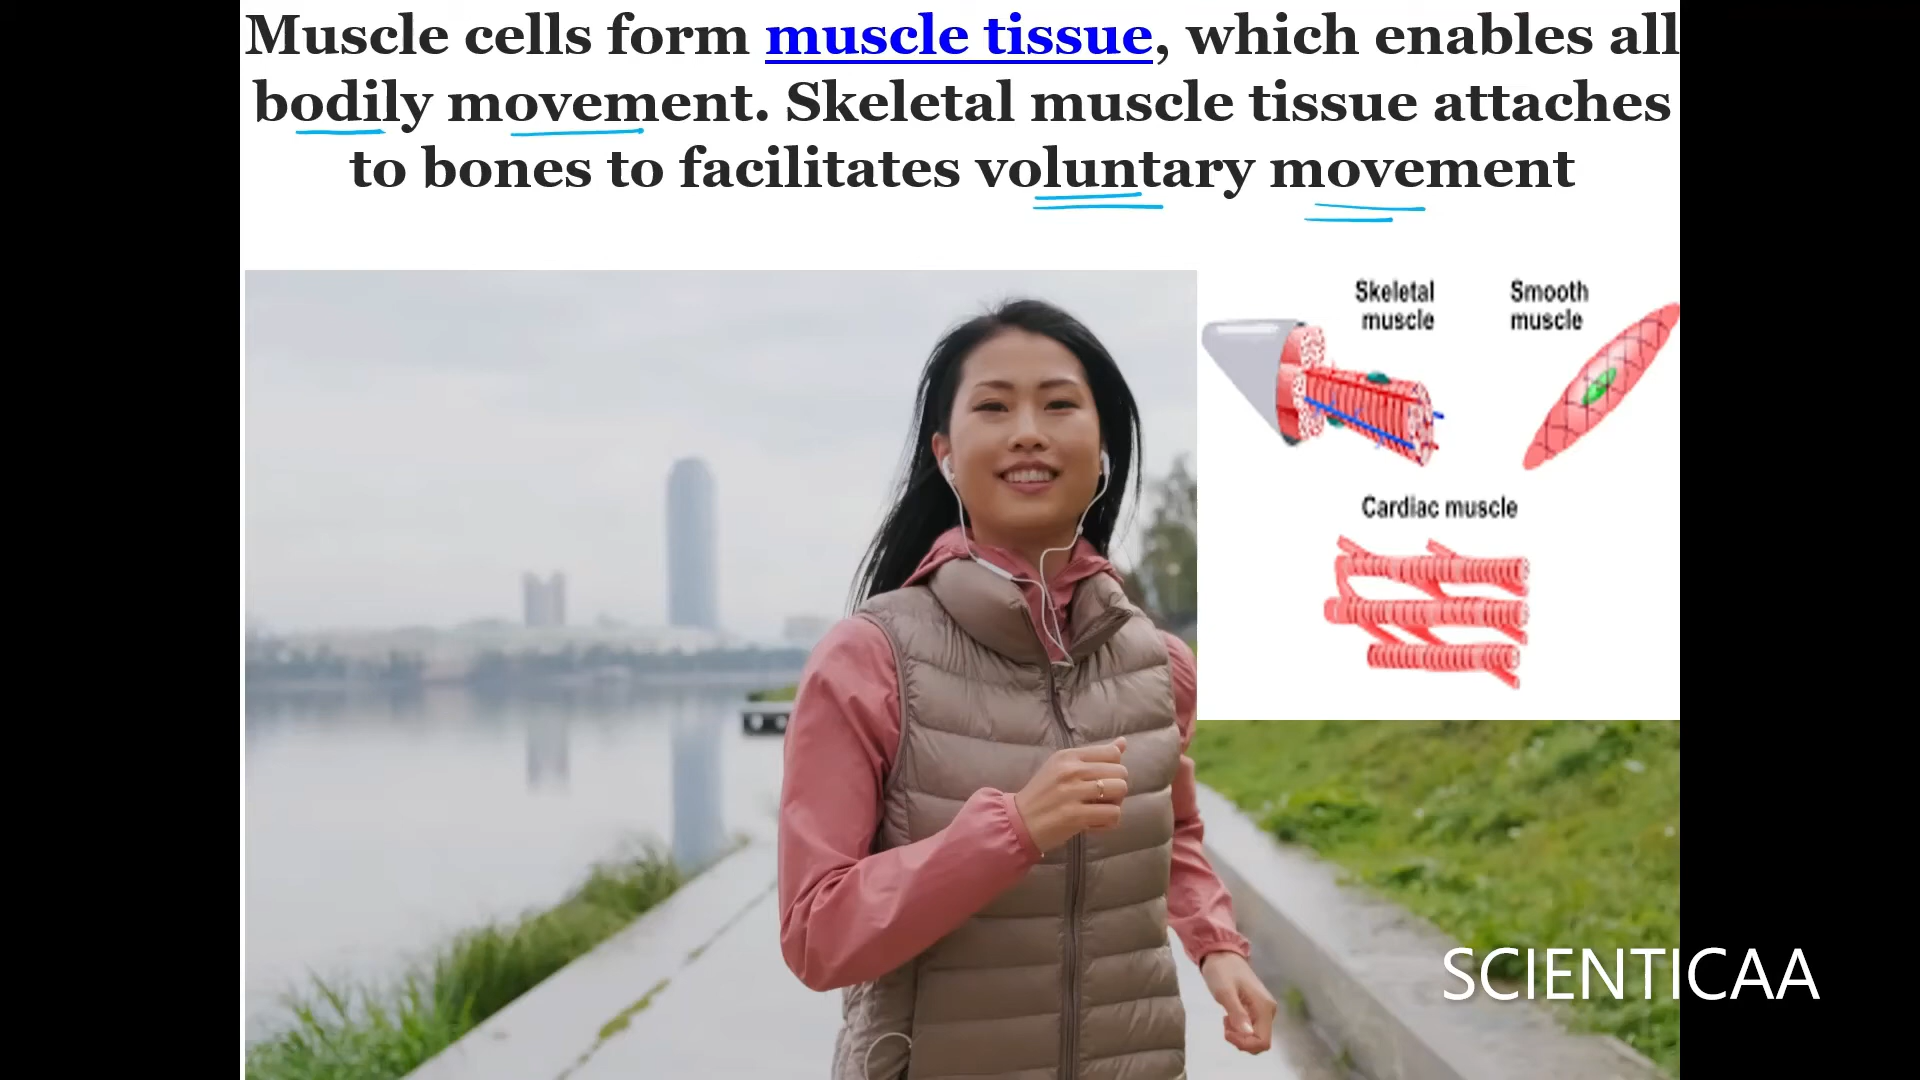 Muscle cells form muscle tissue, which enables all
bodily movement. Skeletal muscle tissue attaches
to bones to facilitates voluntary movement
Skeletal
muscle
Smooth
muscle
Cardiac muscle
SCIENTICAA